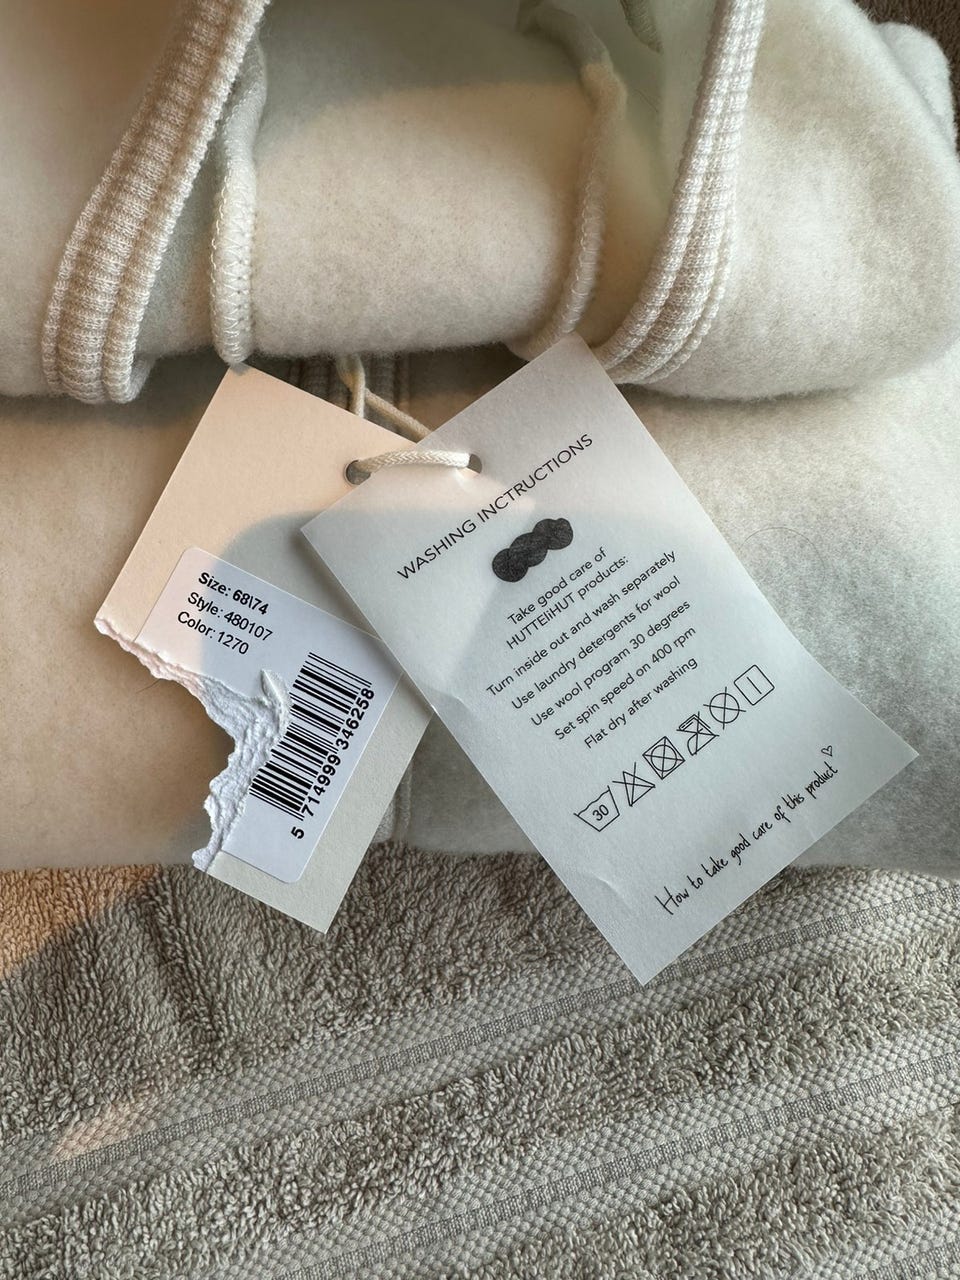 Size: 68\74
Style: 480107
Color: 1270
5 714999 346258
WASHING INCTRUCTIONS
Take good care of
HUTTEliHUT products:
Turn inside out and wash separately
Use laundry detergents for wool
Use wool program 30 degrees
Set spin speed on 400 rpm
Flat dry after washing
30
How to take good care of this product